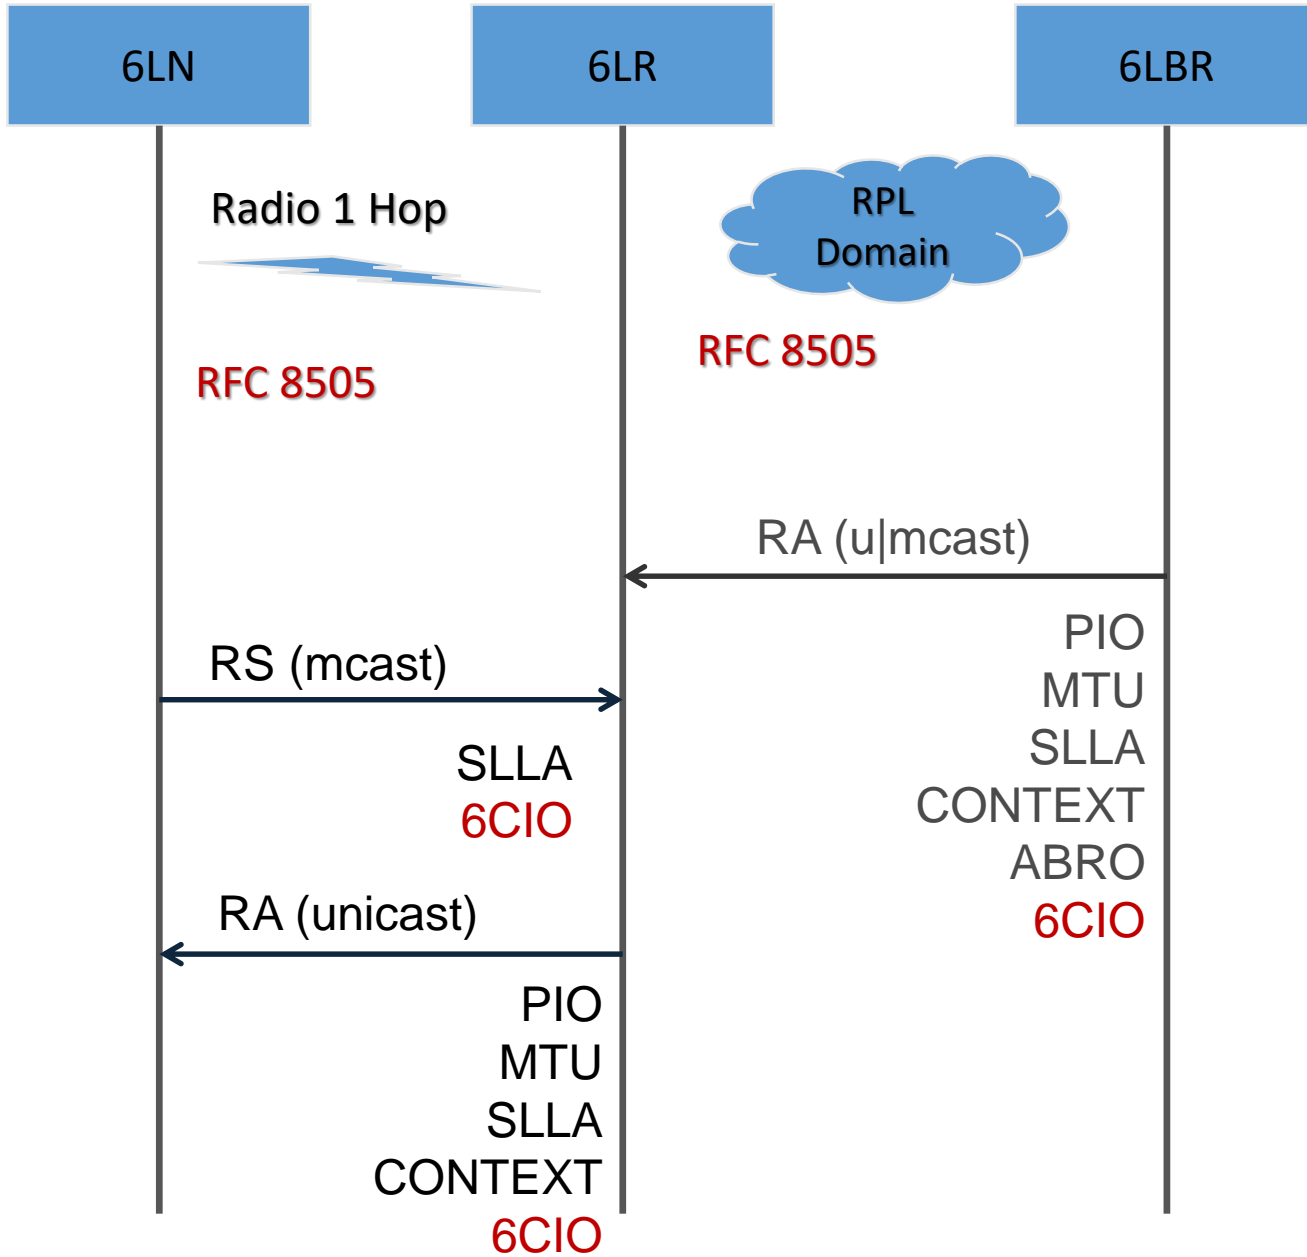 6LN
6LR
6LBR
Radio 1 Hop
RPL
Domain
RFC 8505
RFC 8505
RA (u|mcast)
PIO
MTU
SLLA
CONTEXT
ABRO
6CIO
RS (mcast)
SLLA
6CIO
RA (unicast)
PIO
MTU
SLLA
CONTEXT
6CIO